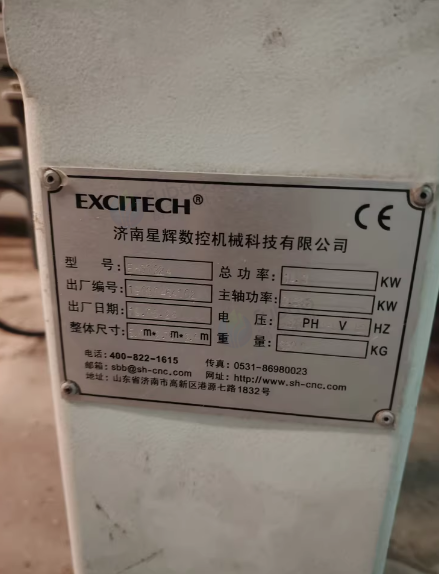 EXCITECH®
CE
济南星辉数控机械科技有限公司
型 号: 总 功 率: KW
出厂编号: 主轴功率: KW
出厂日期: 电 压: PH V HZ
整体尺寸: m* m* m 重 量: KG
电话: 400-822-1615 传真: 0531-86980023
邮箱: sbb@sh-cnc.com 网址: http://www.sh-cnc.com
地址: 山东省济南市高新区港源七路1832号